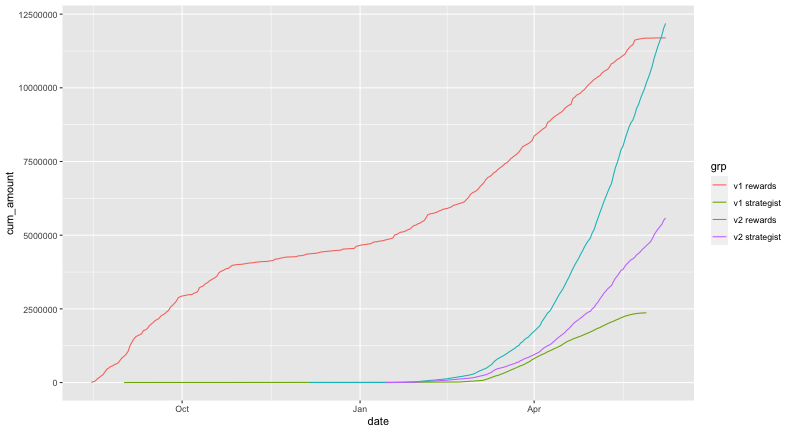 12500000
10000000
7500000
5000000
2500000
0
cum_amount
Oct
Jan
Apr
date
grp
v1 rewards
v1 strategist
v2 rewards
v2 strategist